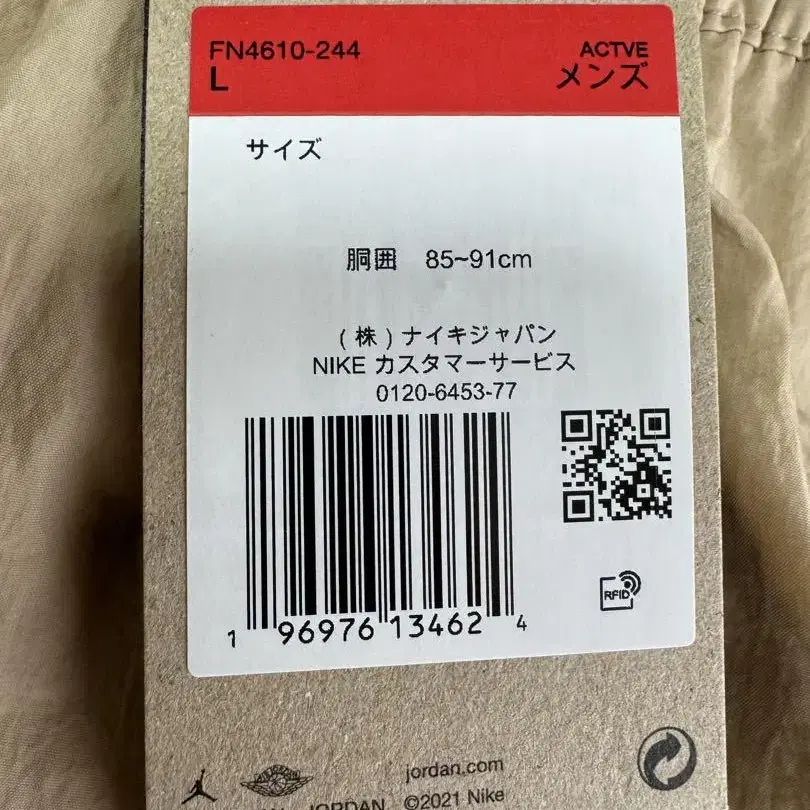 FN4610-244
ACTVE
L
メンズ
サイズ
胴囲 85~91cm
(株)ナイキジャパン
NIKE カスタマーサービス
0120-6453-77
RFID
1 96976 13462 4
jordan.com
JORDAN ©2021 Nike